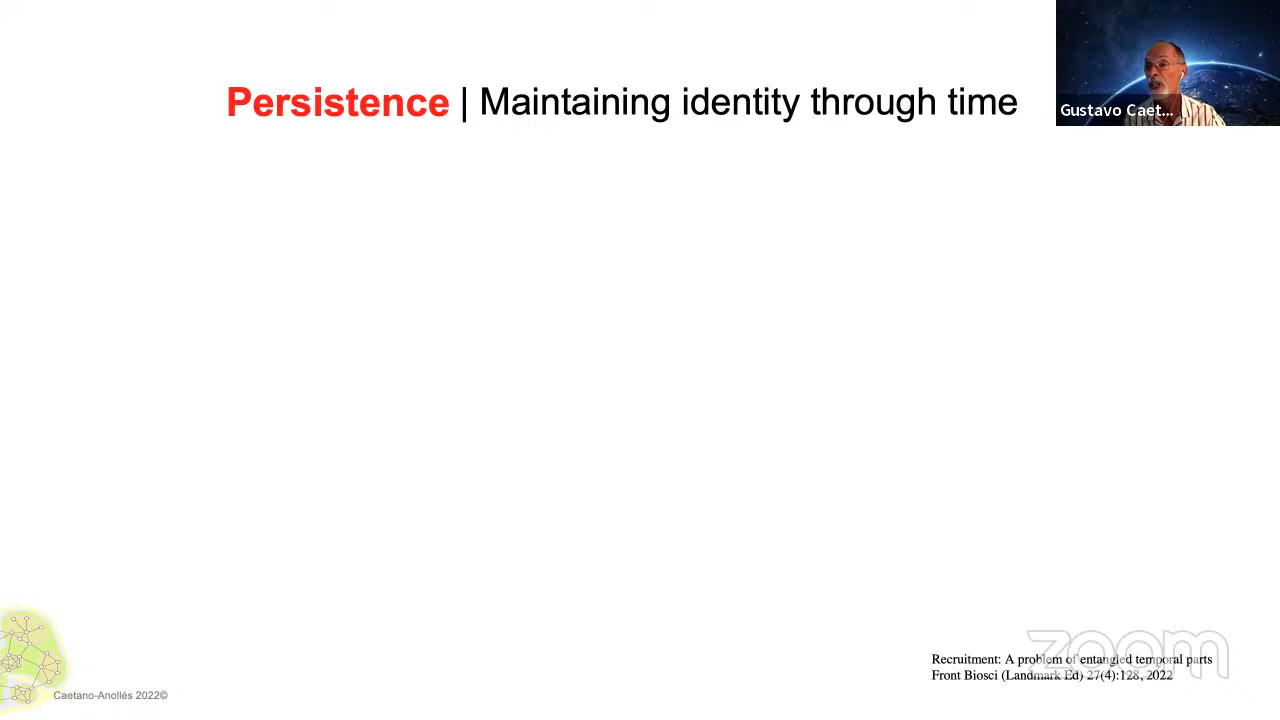 Persistence | Maintaining identity through time
Gustavo Caet...
zoom
Recruitment: A problem of entangled temporal parts
Front Biosci (Landmark Ed) 27(4):128, 2022
Caetano-Anollés 2022©